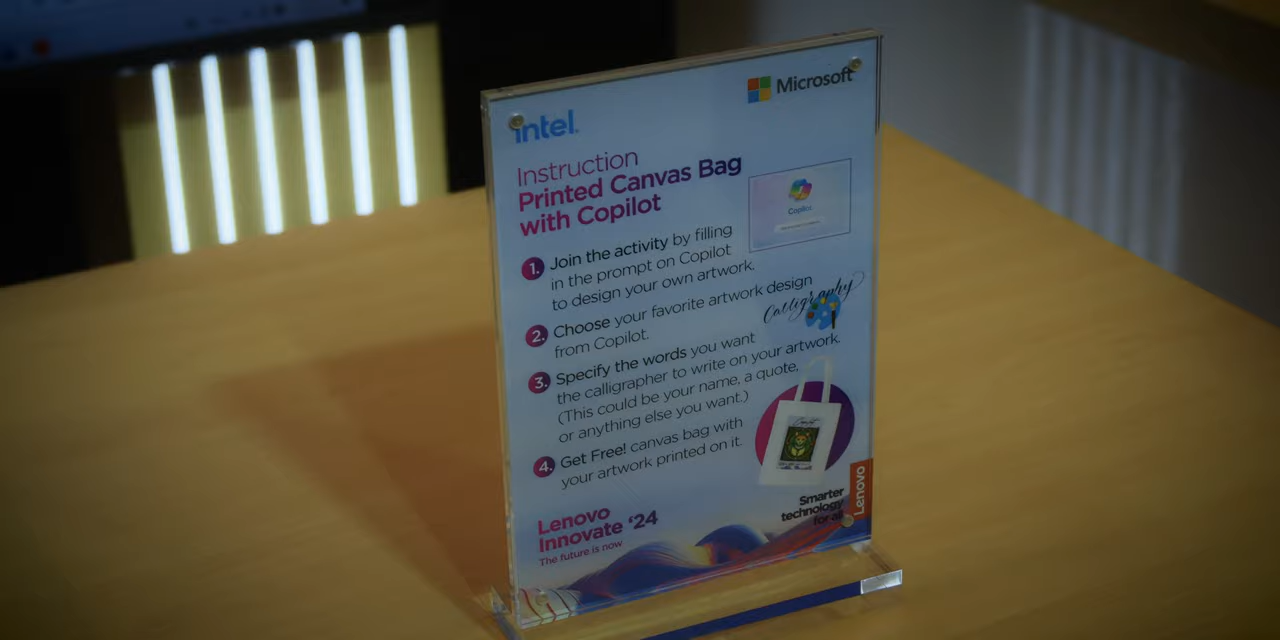 intel.
Microsoft
Instruction
Printed Canvas Bag
with Copilot
Copilot
1. Join the activity by filling
in the prompt on Copilot
to design your own artwork.
2. Choose your favorite artwork design
from Copilot.
Calligraphy
3. Specify the words you want
the calligrapher to write on your artwork.
(This could be your name, a quote,
or anything else you want.)
4. Get Free! canvas bag with
your artwork printed on it.
Lenovo
Innovate ‘24
The future is now
Smarter
technology
for all
Lenovo